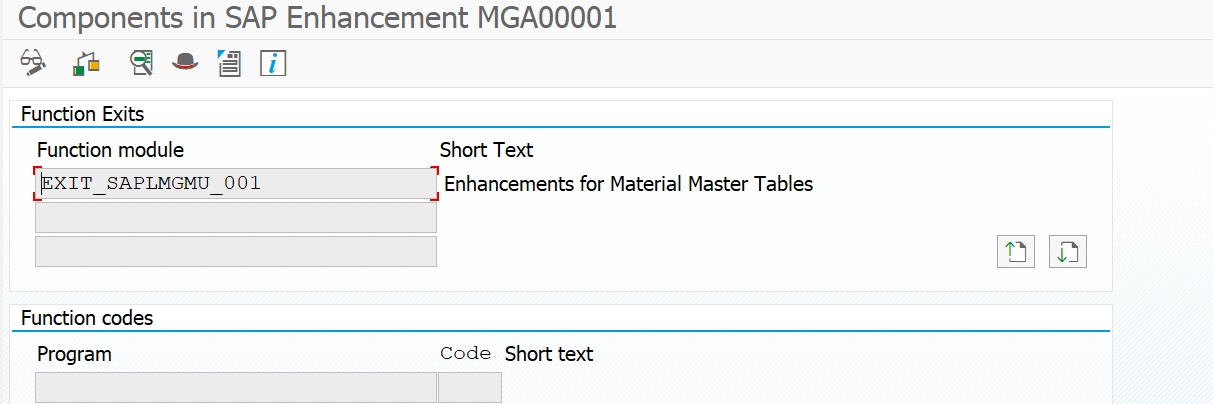 Components in SAP Enhancement MGA00001
Function Exits
Function module Short Text
EXIT_SAPLMGMU_001 Enhancements for Material Master Tables
Function codes
Program Code Short text